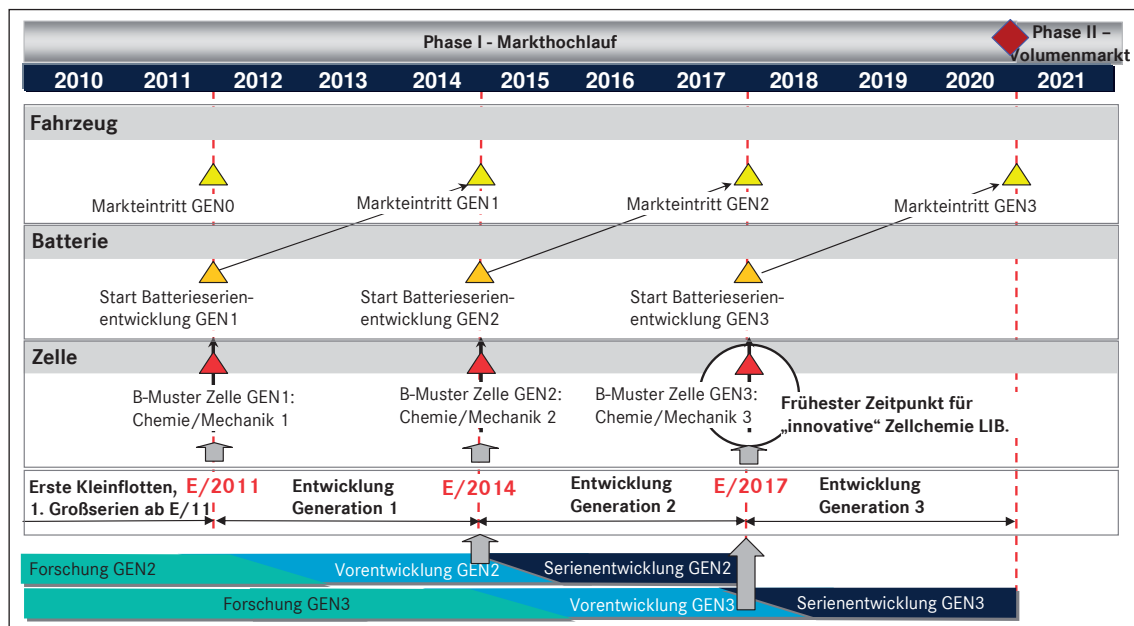 Phase I - Markthochlauf
Phase II –
Volumenmarkt
2010 2011 2012 2013 2014 2015 2016 2017 2018 2019 2020 2021
Fahrzeug
Markteintritt GEN0
Markteintritt GEN1
Markteintritt GEN2
Markteintritt GEN3
Batterie
Start Batterieserien-
entwicklung GEN1
Start Batterieserien-
entwicklung GEN2
Start Batterieserien-
entwicklung GEN3
Zelle
B-Muster Zelle GEN1:
Chemie/Mechanik 1
B-Muster Zelle GEN2:
Chemie/Mechanik 2
B-Muster Zelle GEN3:
Chemie/Mechanik 3
Frühester Zeitpunkt für
„innovative“ Zellchemie LIB.
Erste Kleinflotten,
1. Großserien ab E/11
E/2011
Entwicklung
Generation 1
E/2014
Entwicklung
Generation 2
E/2017
Entwicklung
Generation 3
Forschung GEN2
Vorentwicklung GEN2
Serienentwicklung GEN2
Forschung GEN3
Vorentwicklung GEN3
Serienentwicklung GEN3